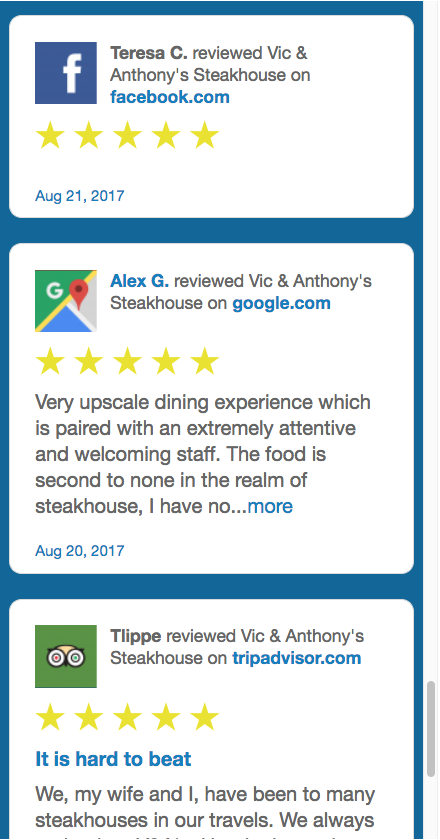 Teresa C. reviewed Vic &
Anthony's Steakhouse on
facebook.com
Aug 21, 2017
G
Alex G. reviewed Vic & Anthony's
Steakhouse on google.com
Very upscale dining experience which
is paired with an extremely attentive
and welcoming staff. The food is
second to none in the realm of
steakhouse, I have no...more
Aug 20, 2017
Tlippe reviewed Vic & Anthony's
Steakhouse on tripadvisor.com
It is hard to beat
We, my wife and I, have been to many
steakhouses in our travels. We always